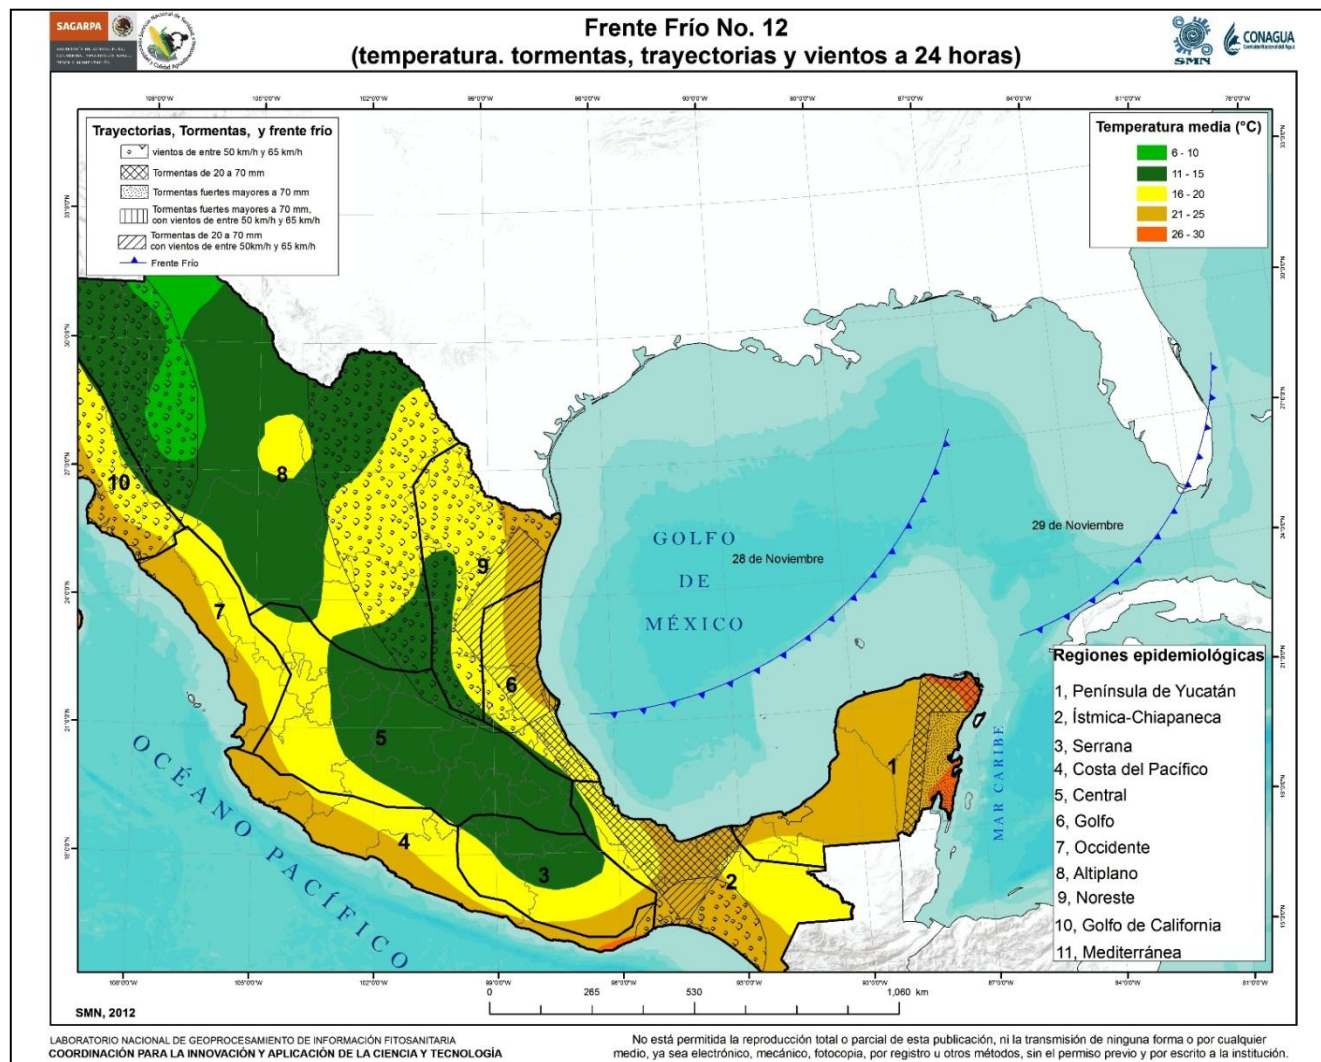 SAGARPA
Frente Frío No. 12
(temperatura. tormentas, trayectorias y vientos a 24 horas)
SMN
CONAGUA
Comisión Nacional del Agua
Trayectorias, Tormentas, y frente frío
vientos de entre 50 km/h y 65 km/h
Tormentas de 20 a 70 mm
Tormentas fuertes mayores a 70 mm
Tormentas fuertes mayores a 70 mm,
con vientos de entre 50 km/h y 65 km/h
Tormentas de 20 a 70 mm
con vientos de entre 50km/h y 65 km/h
Frente Frío
Temperatura media (°C)
6 - 10
11 - 15
16 - 20
21 - 25
26 - 30
10
8
9
7
6
5
4
3
2
1
GOLFO
DE
MÉXICO
28 de Noviembre
29 de Noviembre
OCÉANO PACÍFICO
MAR CARIBE
Regiones epidemiológicas
1, Península de Yucatán
2, Ístmica-Chiapaneca
3, Serrana
4, Costa del Pacífico
5, Central
6, Golfo
7, Occidente
8, Altiplano
9, Noreste
10, Golfo de California
11, Mediterránea
0 265 530 1,060 km
SMN, 2012
LABORATORIO NACIONAL DE GEOPROCESAMIENTO DE INFORMACIÓN FITOSANITARIA
COORDINACIÓN PARA LA INNOVACIÓN Y APLICACIÓN DE LA CIENCIA Y TECNOLOGÍA
No está permitida la reproducción total o parcial de esta publicación, ni la transmisión de ninguna forma o por cualquier
medio, ya sea electrónico, mecánico, fotocopia, por registro u otros métodos, sin el permiso previo y por escrito a la institución.